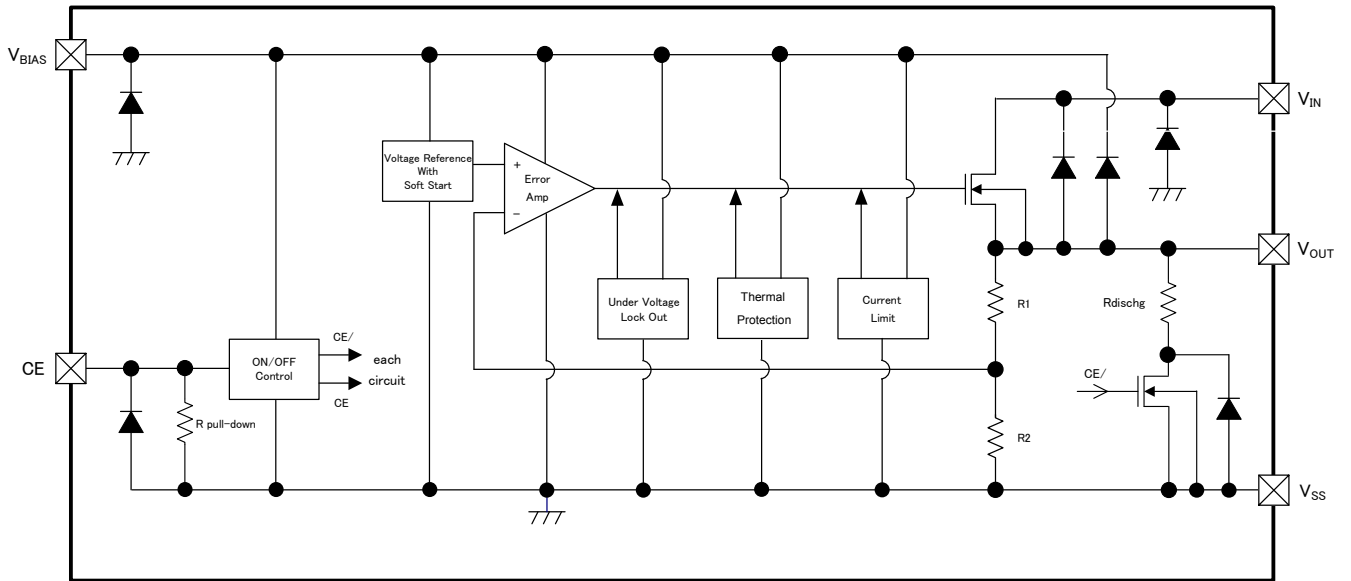 VBIAS
VIN
Voltage Reference
With
Soft Start
+
Error
Amp
−
VOUT
Under Voltage
Lock Out
Thermal
Protection
Current
Limit
R1
Rdischg
CE
ON/OFF
Control
CE/
each
circuit
CE
CE/
R pull-down
R2
VSS